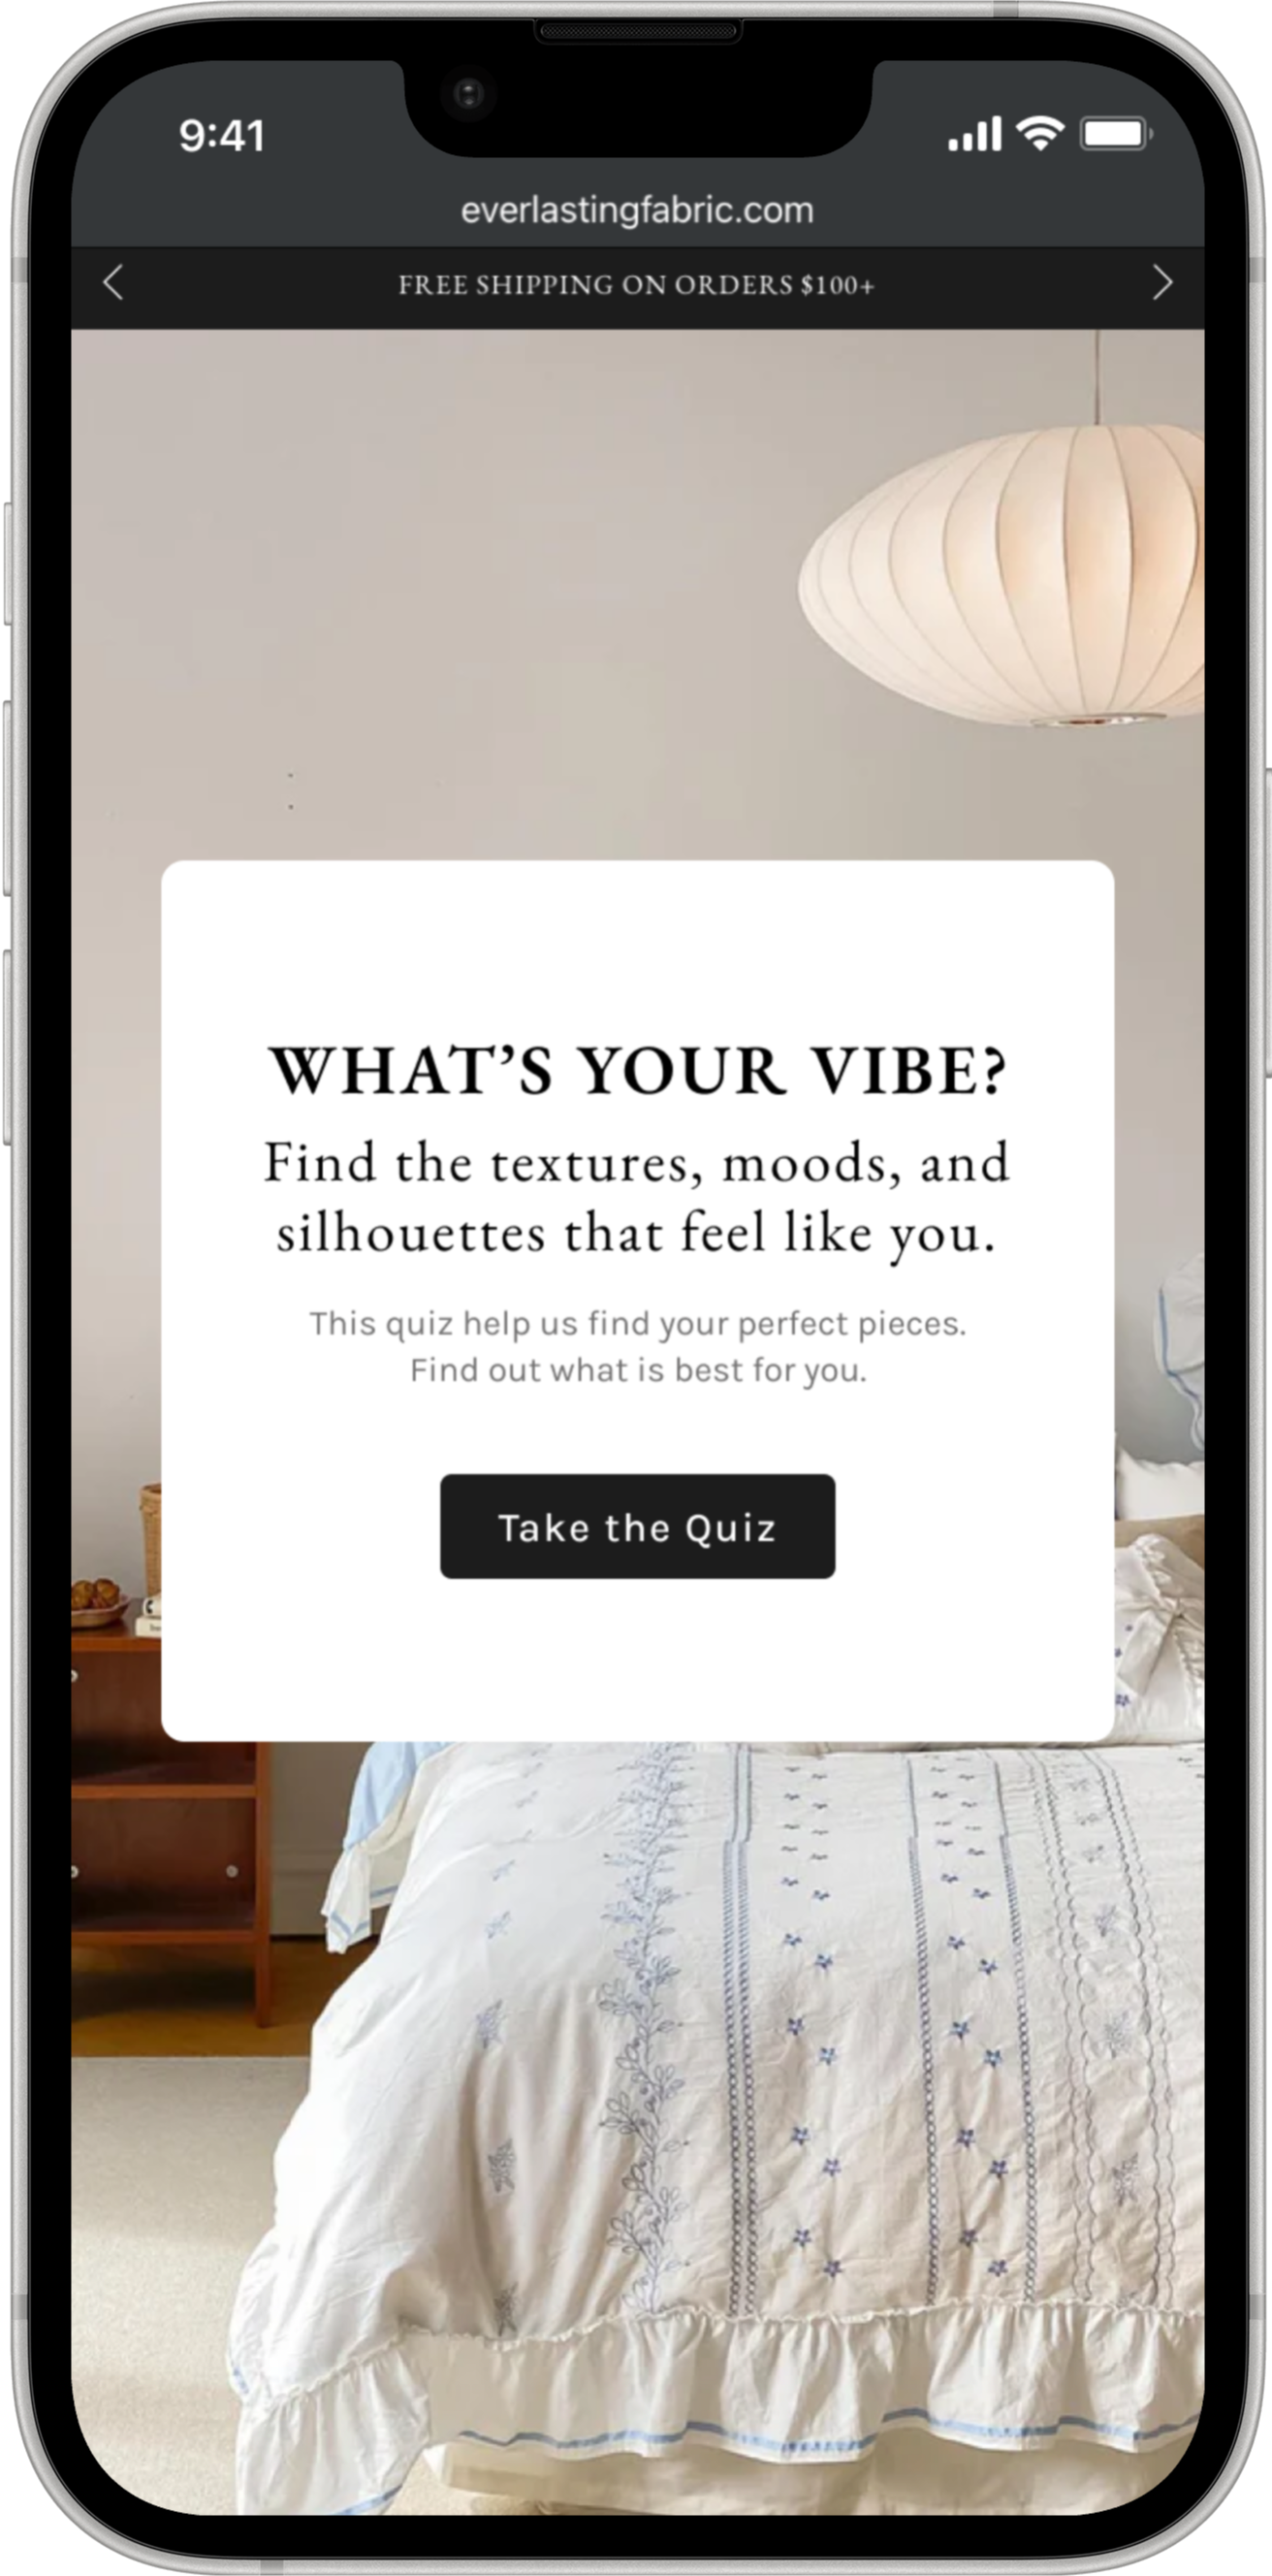 9:41
everlastingfabric.com
FREE SHIPPING ON ORDERS $100+
WHAT’S YOUR VIBE?
Find the textures, moods, and
silhouettes that feel like you.
This quiz help us find your perfect pieces.
Find out what is best for you.
Take the Quiz